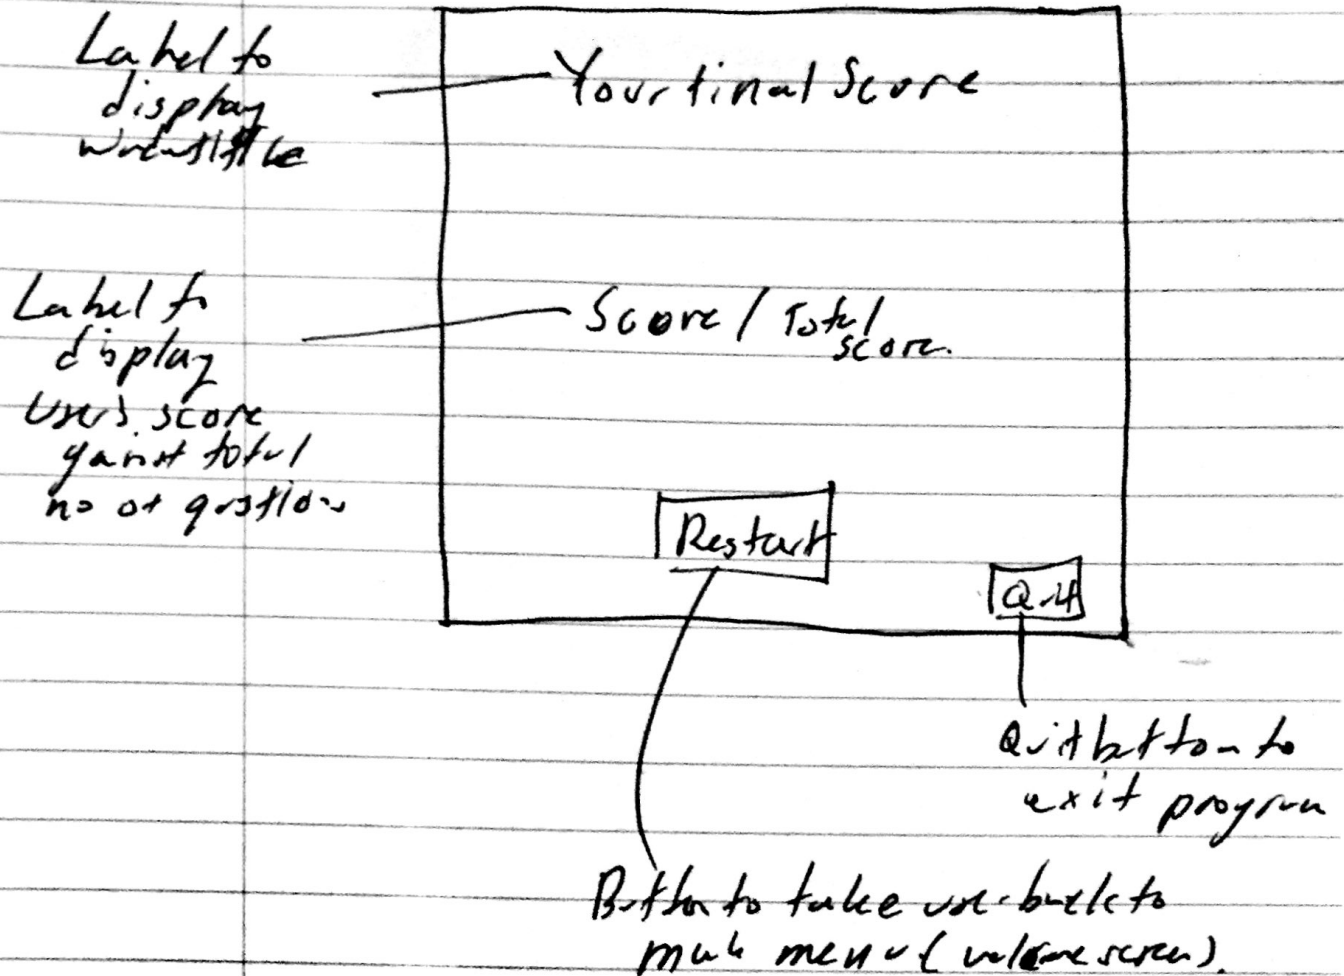 Label to
display
Your final Score
Label to
display
user's score
against total
no of questions
Score / Total
score.
Restart
Quit
Quit button to
exit program
Button to take user back to
main menu (welcome screen).